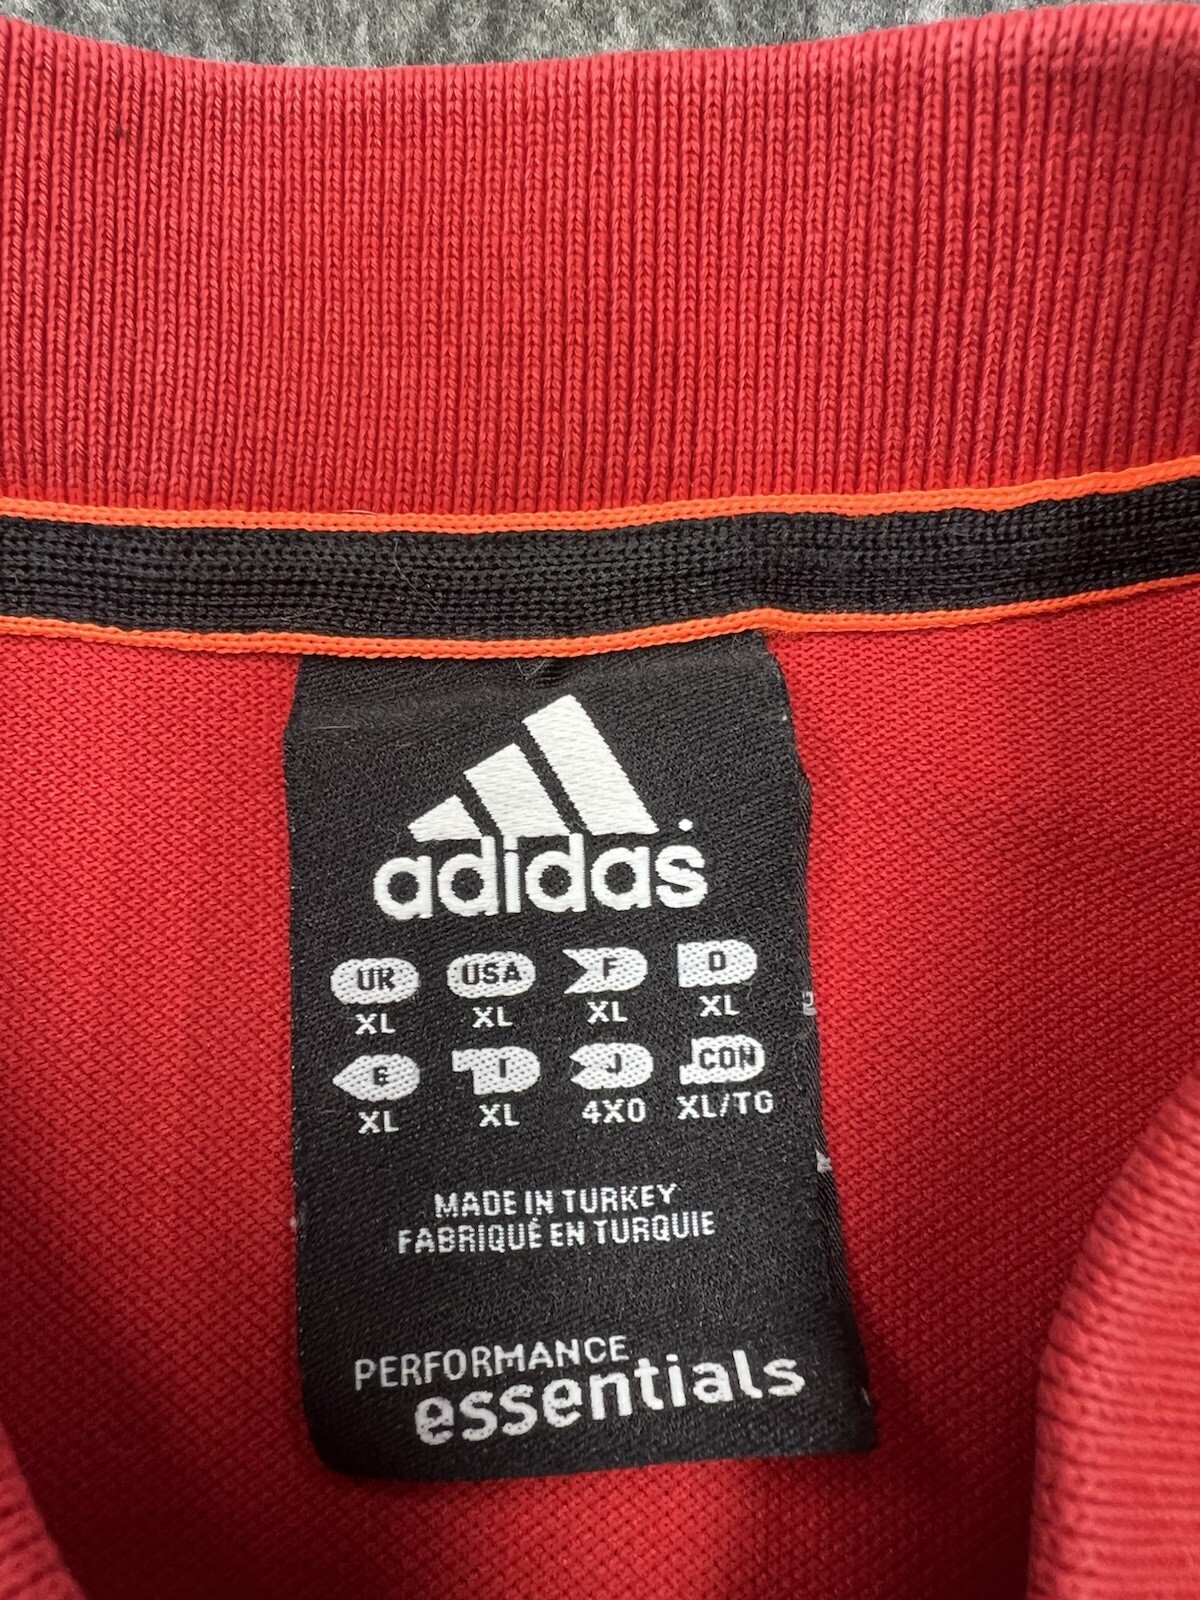 adidas
UK USA F D
XL XL XL XL
E I J CON
XL XL 4XO XL/TG
MADE IN TURKEY
FABRIQUÉ EN TURQUIE
PERFORMANCE
essentials